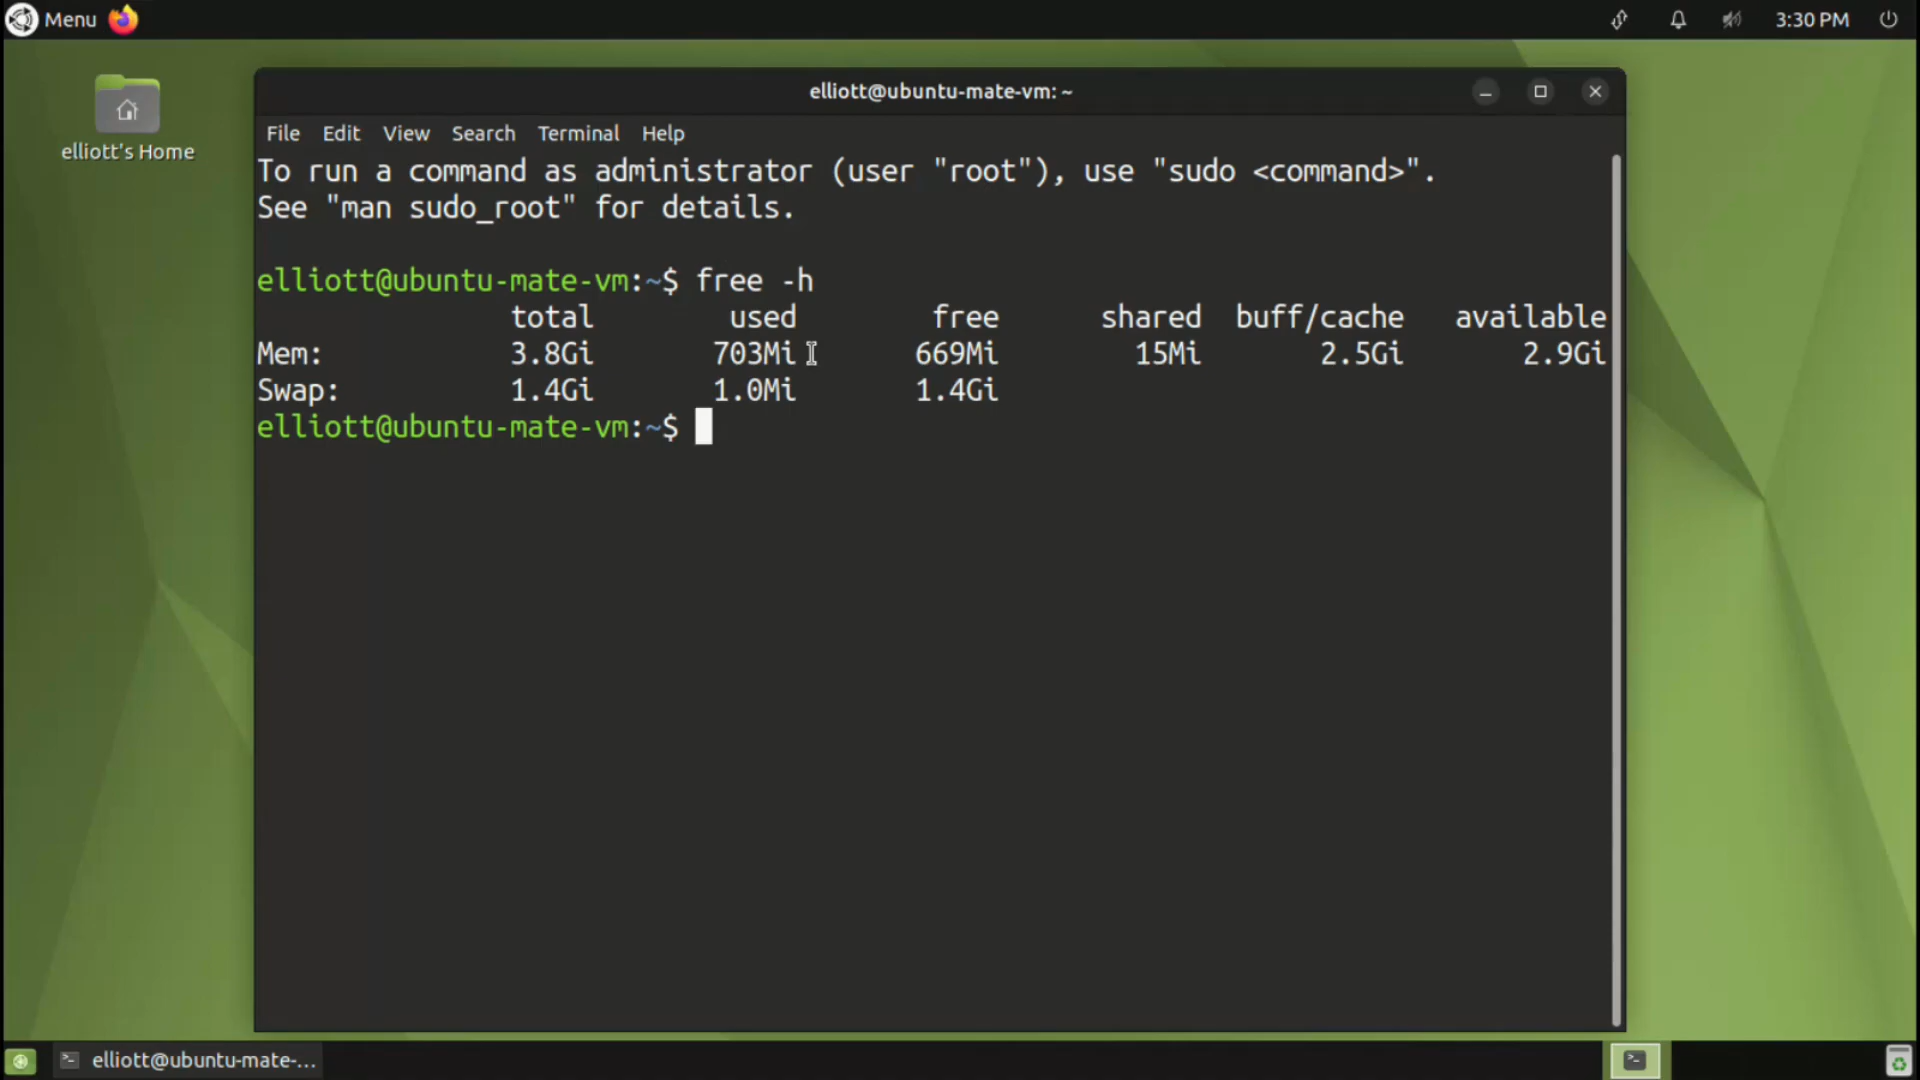 Menu 3:30 PM
elliott's Home
elliott@ubuntu-mate-vm: ~
File Edit View Search Terminal Help
To run a command as administrator (user "root"), use "sudo <command>".
See "man sudo_root" for details.
elliott@ubuntu-mate-vm:~$ free -h
total used free shared buff/cache available
Mem: 3.8Gi 703Mi 669Mi 15Mi 2.5Gi 2.9Gi
Swap: 1.4Gi 1.0Mi 1.4Gi
elliott@ubuntu-mate-vm:~$
elliott@ubuntu-mate-...